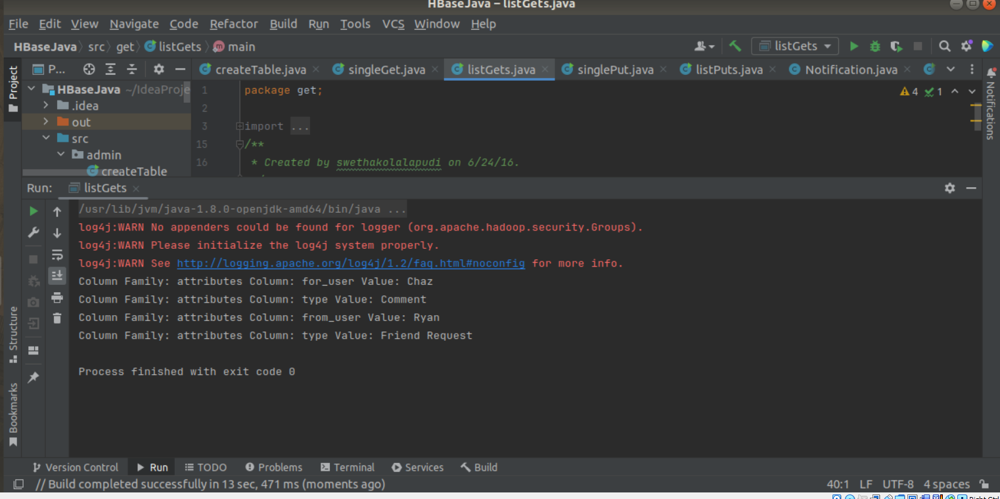 HBaseJava – listGets.java
File Edit View Navigate Code Refactor Build Run Tools VCS Window Help
HBaseJava src get listGets main listGets
Project P... createTable.java singleGet.java listGets.java singlePut.java listPuts.java Notification.java
HBaseJava ~/IdeaProje
.idea
out
src
admin
createTable
1 package get;
2
3 import ...
15 /**
16 * Created by swethakolalapudi on 6/24/16.
4 1
Notifications
Run: listGets
/usr/lib/jvm/java-1.8.0-openjdk-amd64/bin/java ...
log4j:WARN No appenders could be found for logger (org.apache.hadoop.security.Groups).
log4j:WARN Please initialize the log4j system properly.
log4j:WARN See http://logging.apache.org/log4j/1.2/faq.html#noconfig for more info.
Column Family: attributes Column: for_user Value: Chaz
Column Family: attributes Column: type Value: Comment
Column Family: attributes Column: from_user Value: Ryan
Column Family: attributes Column: type Value: Friend Request
Process finished with exit code 0
Structure
Bookmarks
Version Control Run TODO Problems Terminal Services Build
// Build completed successfully in 13 sec, 471 ms (moments ago) 40:1 LF UTF-8 4 spaces
Right Ctrl